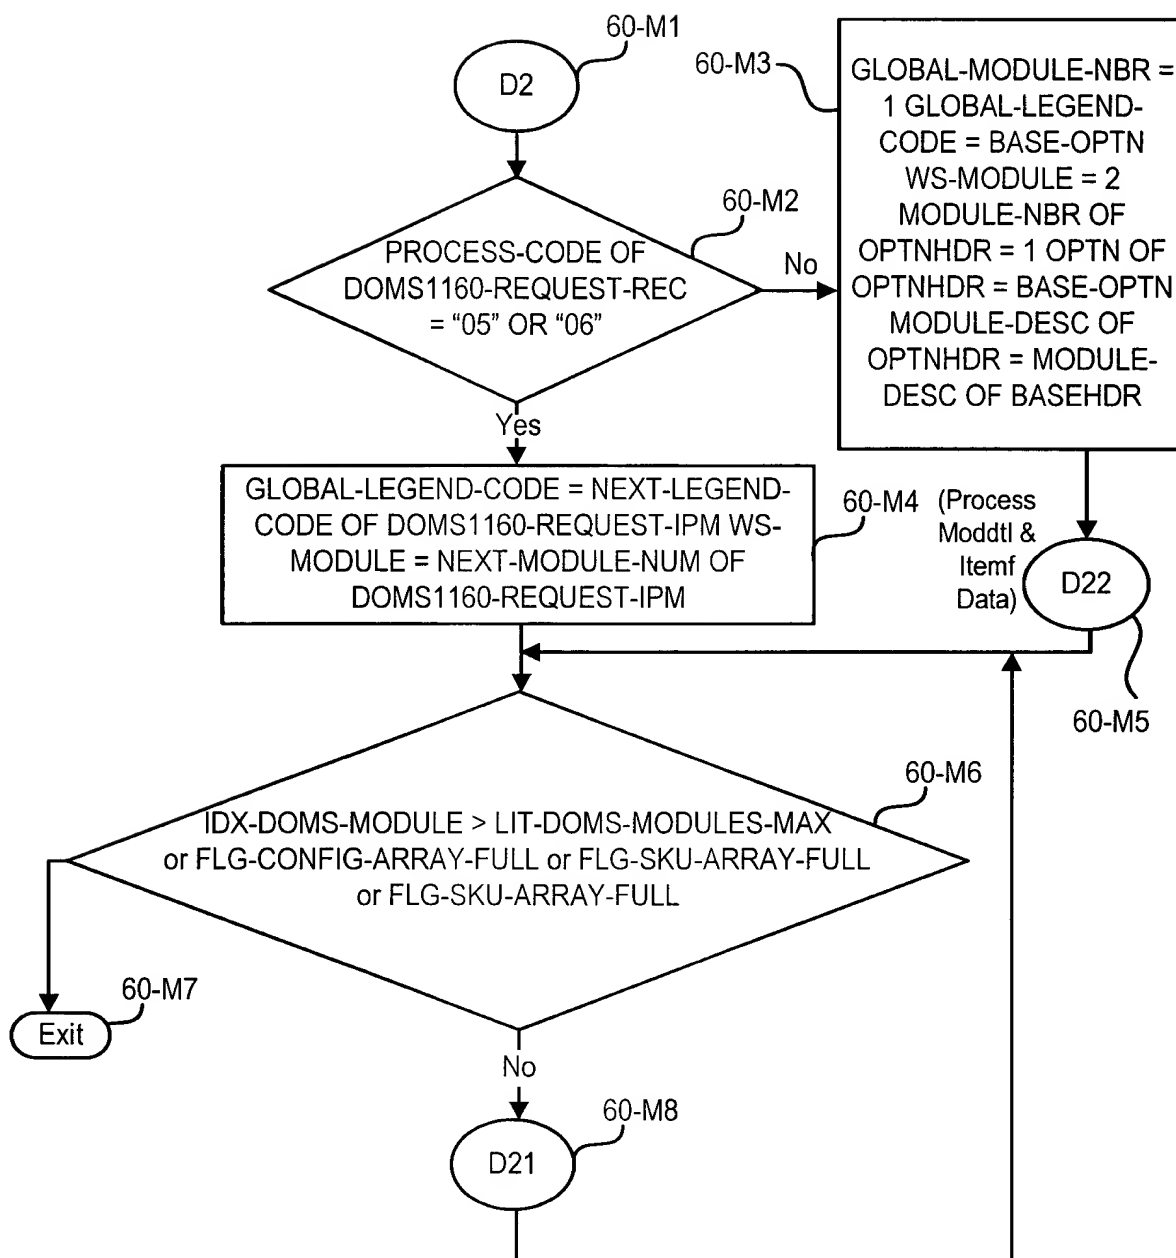 60-M1
D2
60-M3
GLOBAL-MODULE-NBR =
1 GLOBAL-LEGEND-
CODE = BASE-OPTN
WS-MODULE = 2
MODULE-NBR OF
OPTNHDR = 1 OPTN OF
OPTNHDR = BASE-OPTN
MODULE-DESC OF
OPTNHDR = MODULE-
DESC OF BASEHDR
60-M2
PROCESS-CODE OF
DOMS1160-REQUEST-REC
= “05” OR “06”
No
Yes
GLOBAL-LEGEND-CODE = NEXT-LEGEND-
CODE OF DOMS1160-REQUEST-IPM WS-
MODULE = NEXT-MODULE-NUM OF
DOMS1160-REQUEST-IPM
60-M4
(Process
Moddtl &
Itemf
Data)
D22
60-M5
60-M6
IDX-DOMS-MODULE > LIT-DOMS-MODULES-MAX
or FLG-CONFIG-ARRAY-FULL or FLG-SKU-ARRAY-FULL
or FLG-SKU-ARRAY-FULL
60-M7
Exit
No
60-M8
D21